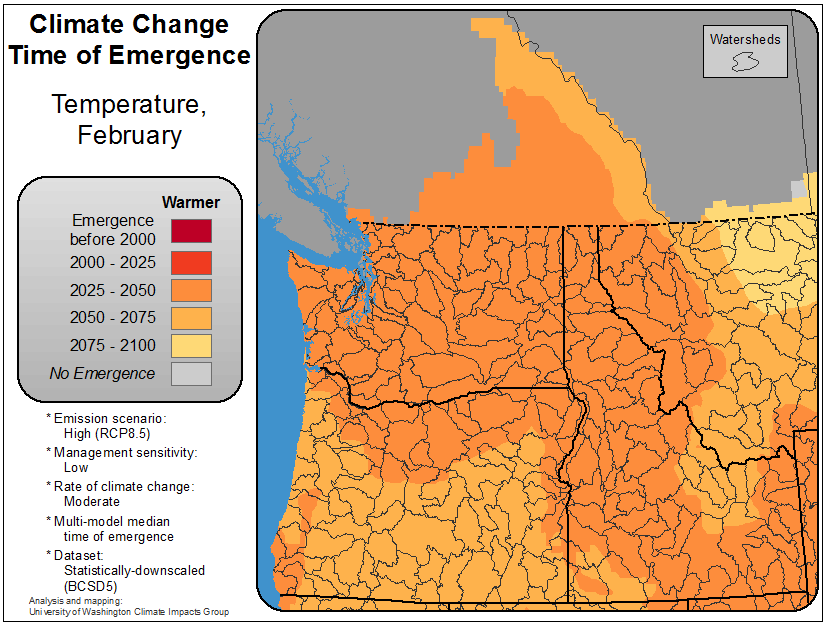 Climate Change
Time of Emergence
Temperature,
February
Warmer
Emergence
before 2000
2000 - 2025
2025 - 2050
2050 - 2075
2075 - 2100
No Emergence
* Emission scenario:
High (RCP8.5)
* Management sensitivity:
Low
* Rate of climate change:
Moderate
* Multi-model median
time of emergence
* Dataset:
Statistically-downscaled
(BCSD5)
Analysis and mapping:
University of Washington Climate Impacts Group
Watersheds